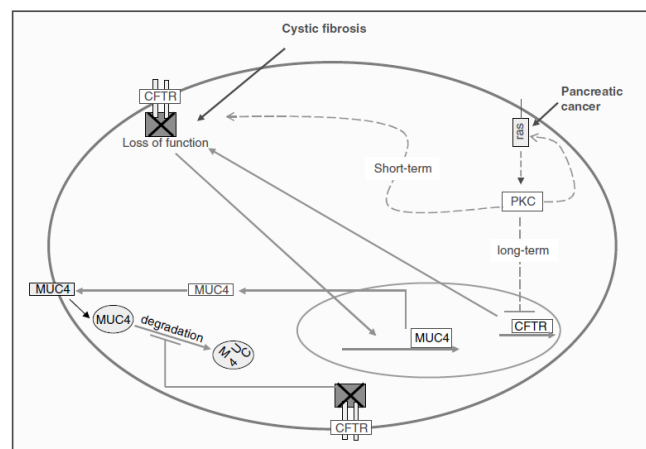 Cystic fibrosis
CFTR
Loss of function
Pancreatic
cancer
ras
Short-term
PKC
long-term
MUC4
MUC4
MUC4
degradation
MUC4
CFTR
MUC4
CFTR